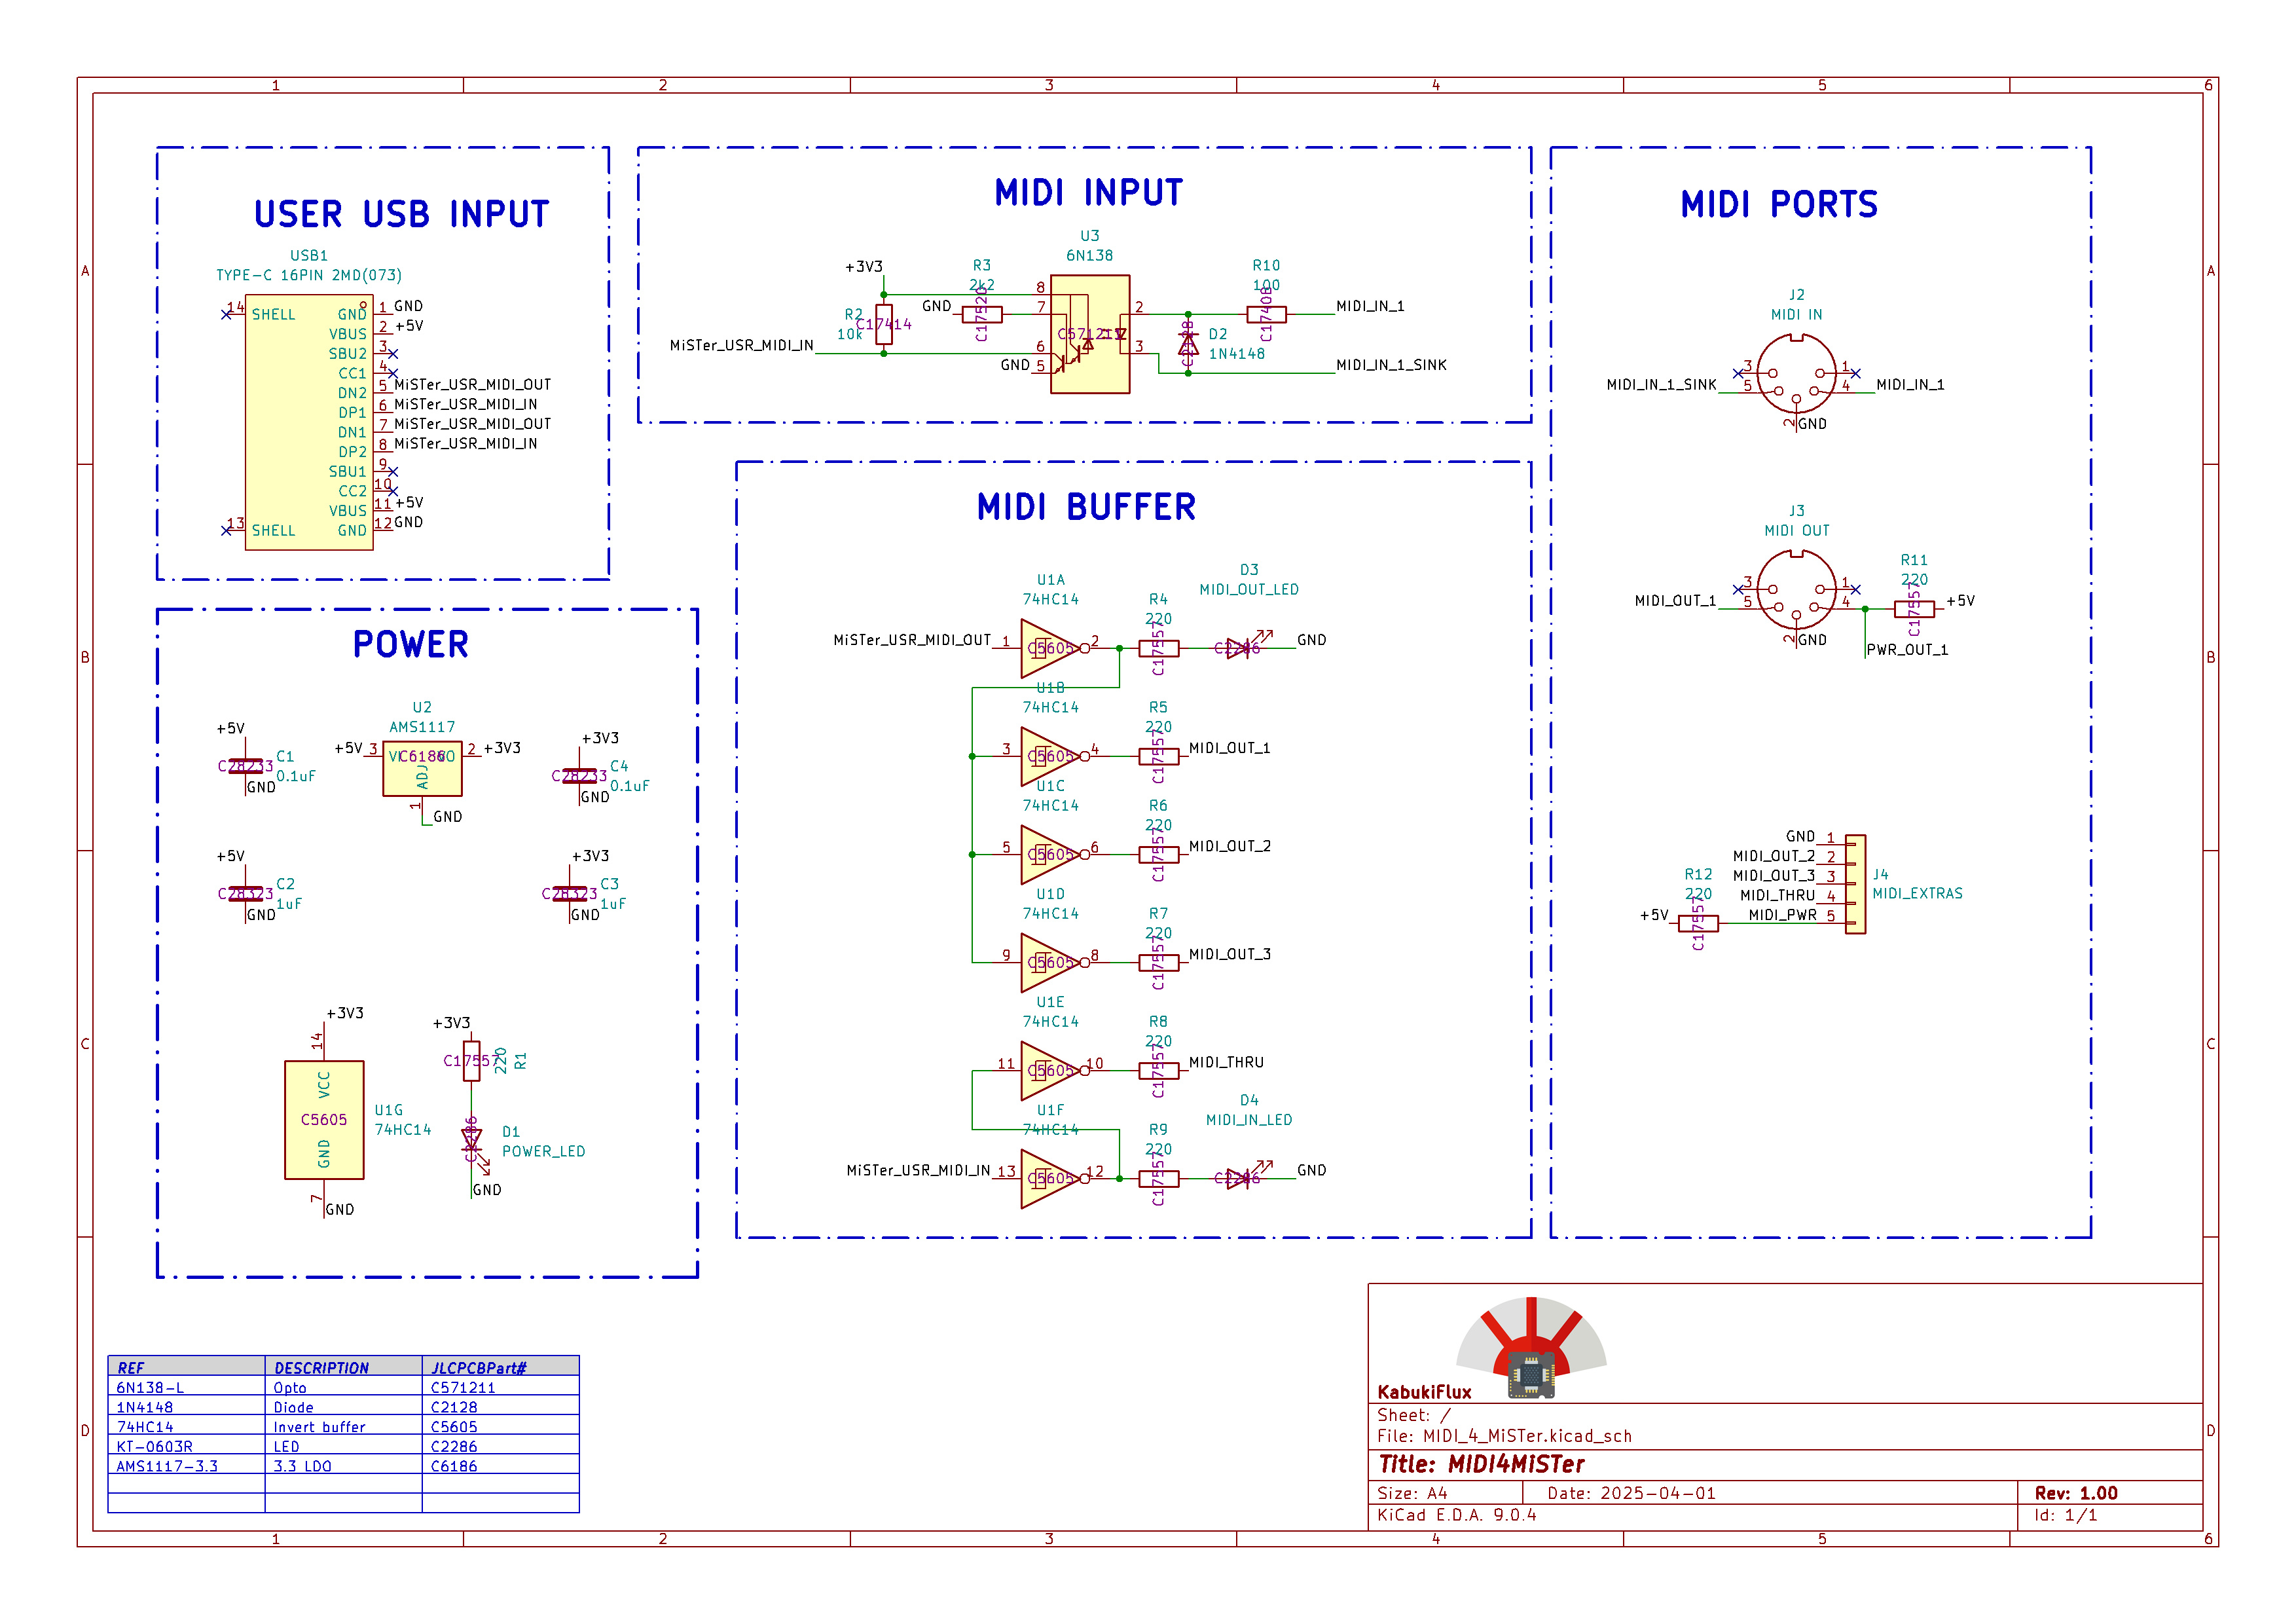 1 2 3 4 5 6
A
B
C
D
A
B
C
D
1 2 3 4 5 6
USER USB INPUT
USB1
TYPE-C 16PIN 2MD(073)
14 SHELL
13 SHELL
GND 1 GND
VBUS 2 +5V
SBU2 3
CC1 4
DN2 5 MiSTer_USR_MIDI_OUT
DP1 6 MiSTer_USR_MIDI_IN
DN1 7 MiSTer_USR_MIDI_OUT
DP2 8 MiSTer_USR_MIDI_IN
SBU1 9
CC2 10
VBUS 11 +5V
GND 12 GND
MIDI INPUT
U3
6N138
C571211
8
7
6
5
2
3
+3V3
R2
10k
C17414
GND
R3
2k2
C17520
MiSTer_USR_MIDI_IN
GND
D2
1N4148
C2128
R10
100
C17408
MIDI_IN_1
MIDI_IN_1_SINK
MIDI PORTS
J2
MIDI IN
3
1
MIDI_IN_1_SINK 5
4 MIDI_IN_1
2 GND
J3
MIDI OUT
3
1
MIDI_OUT_1 5
4
2 GND
R11
220
C17557
+5V
PWR_OUT_1
GND 1
MIDI_OUT_2 2
MIDI_OUT_3 3
MIDI_THRU 4
MIDI_PWR 5
J4
MIDI_EXTRAS
R12
220
C17557
+5V
POWER
+5V
C1
0.1uF
C28233
GND
U2
AMS1117
+5V 3 VI C6186 VO 2 +3V3
ADJ
1
GND
+3V3
C4
0.1uF
C28233
GND
+5V
C2
1uF
C28323
GND
+3V3
C3
1uF
C28323
GND
+3V3
14
VCC
C5605
GND
7
GND
U1G
74HC14
+3V3
C17557
220
R1
C2286
D1
POWER_LED
GND
MIDI BUFFER
U1A
74HC14
MiSTer_USR_MIDI_OUT 1 C5605 2
R4
220
C17557
D3
MIDI_OUT_LED
C2286
GND
U1B
74HC14
3 C5605 4
R5
220
C17557
MIDI_OUT_1
U1C
74HC14
5 C5605 6
R6
220
C17557
MIDI_OUT_2
U1D
74HC14
9 C5605 8
R7
220
C17557
MIDI_OUT_3
U1E
74HC14
11 C5605 10
R8
220
C17557
MIDI_THRU
U1F
74HC14
MiSTer_USR_MIDI_IN 13 C5605 12
R9
220
C17557
D4
MIDI_IN_LED
C2286
GND
REF DESCRIPTION JLCPCBPart#
6N138-L Opto C571211
1N4148 Diode C2128
74HC14 Invert buffer C5605
KT-0603R LED C2286
AMS1117-3.3 3.3 LDO C6186
KabukiFlux
Sheet: /
File: MIDI_4_MiSTer.kicad_sch
Title: MIDI4MiSTer
Size: A4 Date: 2025-04-01 Rev: 1.00
KiCad E.D.A. 9.0.4 Id: 1/1